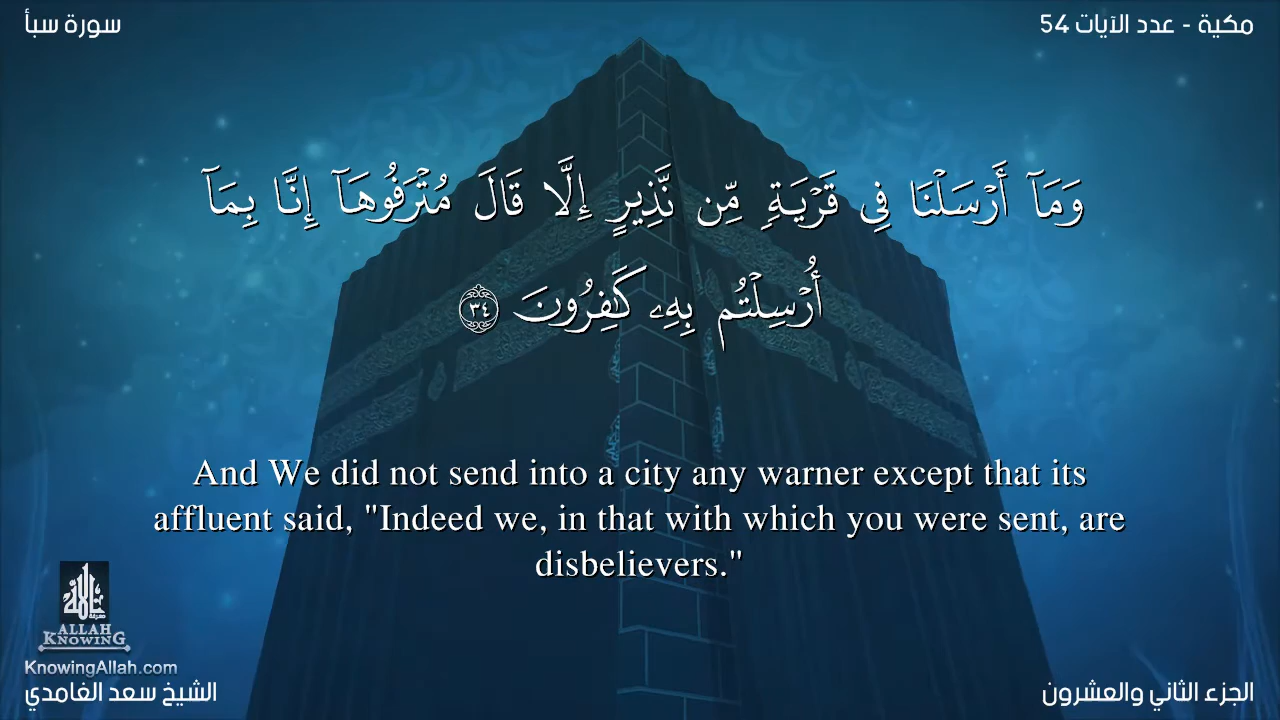 سورة سبأ
مكية - عدد الآيات 54
وَمَآ أَرْسَلْنَا فِى قَرْيَةٍ مِّن نَّذِيرٍ إِلَّا قَالَ مُتْرَفُوهَآ إِنَّا بِمَآ
أُرْسِلْتُم بِهِۦ كَـٰفِرُونَ ٣٤
And We did not send into a city any warner except that its
affluent said, "Indeed we, in that with which you were sent, are
disbelievers."
ALLAH
KNOWING
KnowingAllah.com
الشيخ سعد الغامدي
الجزء الثاني والعشرون